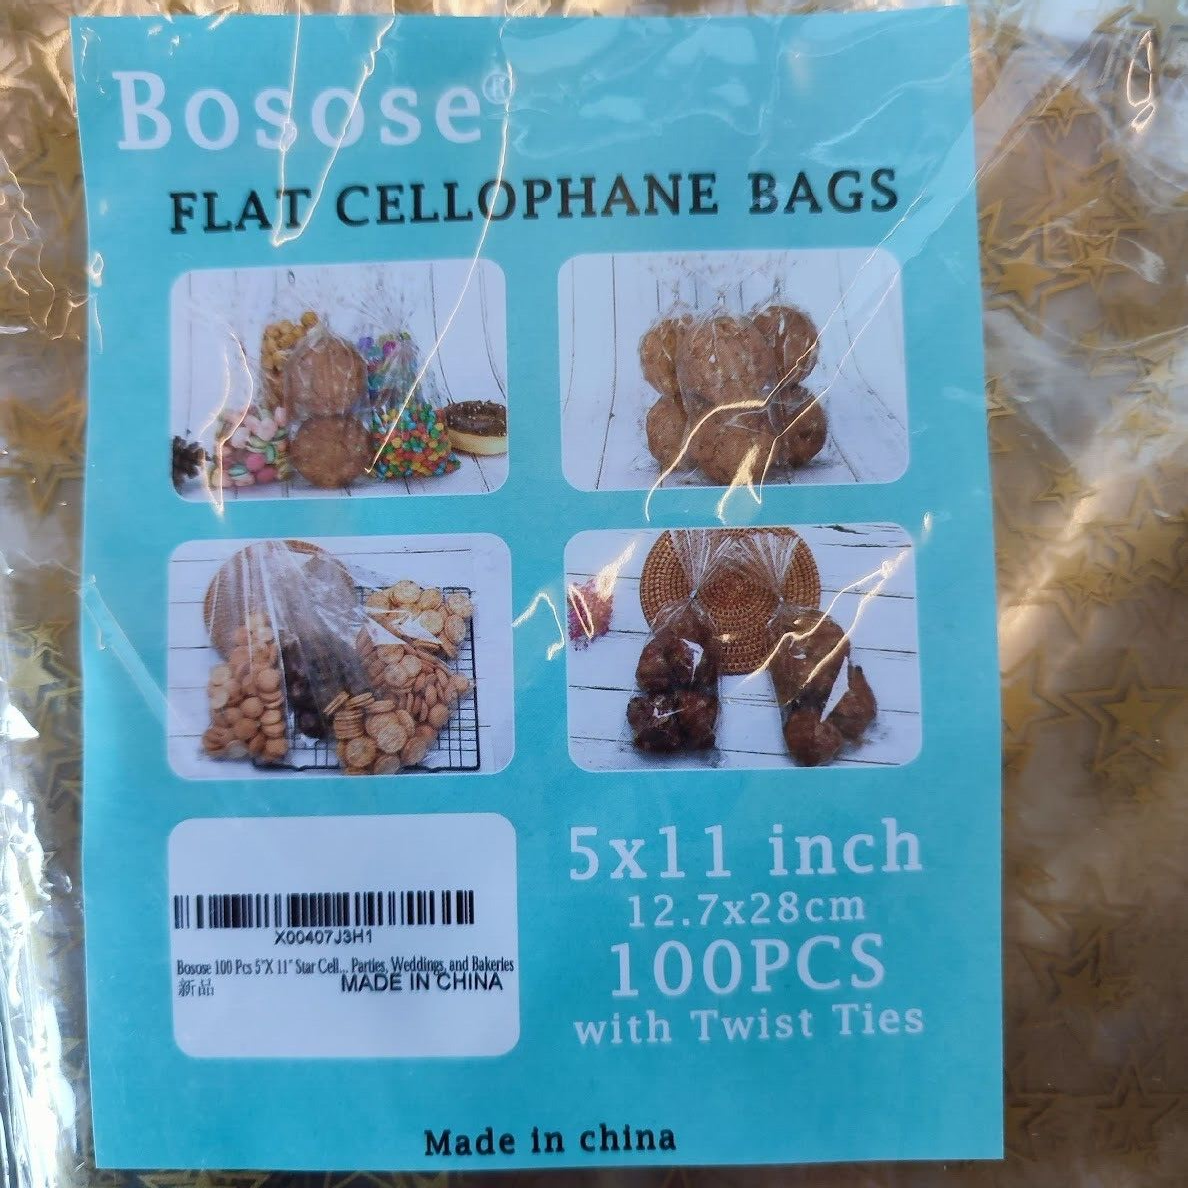 Bosose®
FLAT CELLOPHANE BAGS
X00407J3H1
Bosose 100 Pcs 5"X 11" Star Cell... Parties, Weddings, and Bakeries
新品
MADE IN CHINA
5x11 inch
12.7x28cm
100PCS
with Twist Ties
Made in china